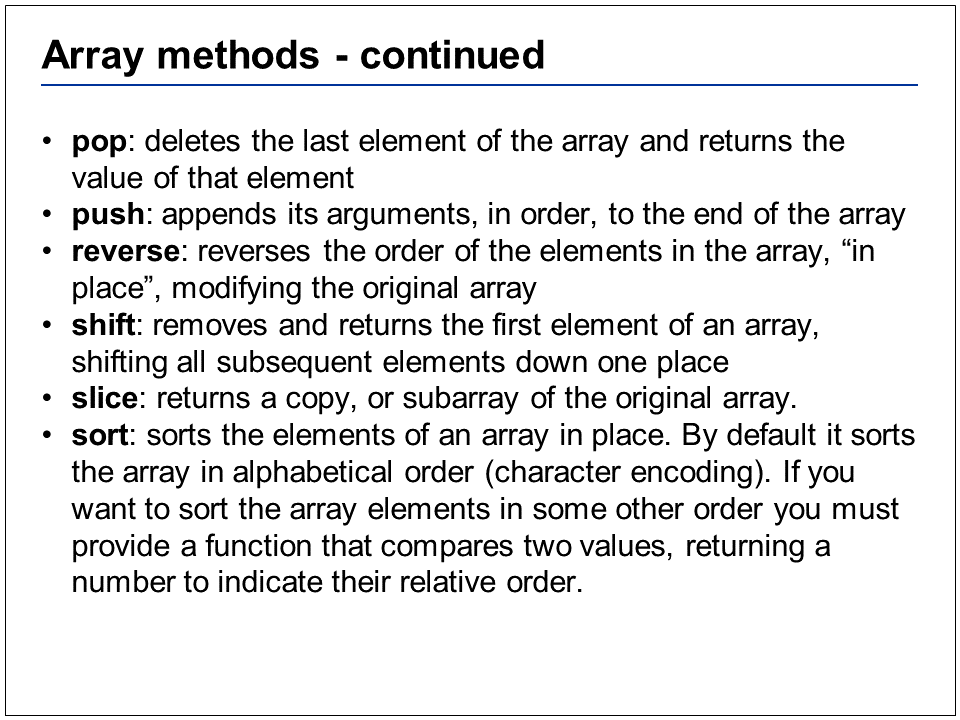 Array methods - continued
• pop: deletes the last element of the array and returns the
value of that element
• push: appends its arguments, in order, to the end of the array
• reverse: reverses the order of the elements in the array, “in
place”, modifying the original array
• shift: removes and returns the first element of an array,
shifting all subsequent elements down one place
• slice: returns a copy, or subarray of the original array.
• sort: sorts the elements of an array in place. By default it sorts
the array in alphabetical order (character encoding). If you
want to sort the array elements in some other order you must
provide a function that compares two values, returning a
number to indicate their relative order.